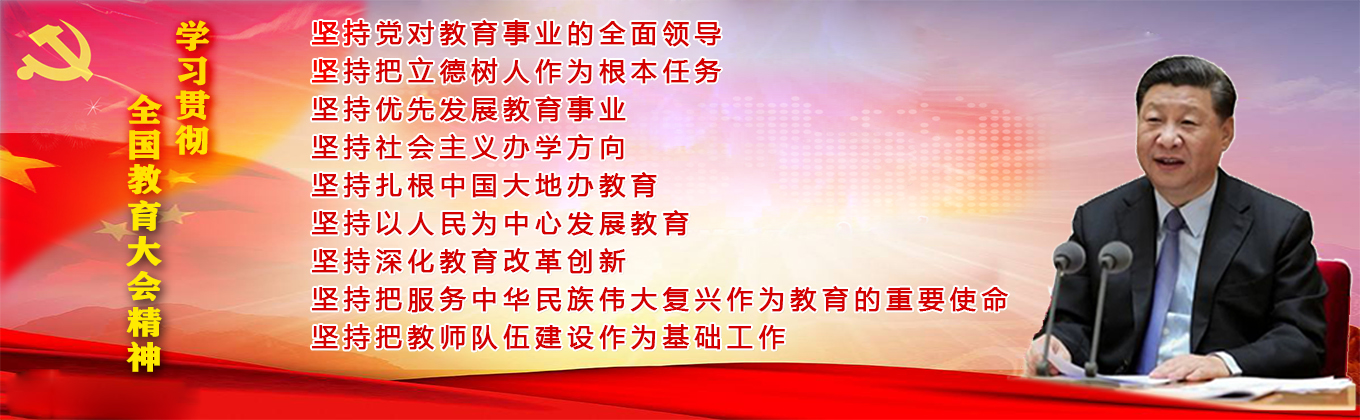 学习贯彻
全国教育大会精神
坚持党对教育事业的全面领导
坚持把立德树人作为根本任务
坚持优先发展教育事业
坚持社会主义办学方向
坚持扎根中国大地办教育
坚持以人民为中心发展教育
坚持深化教育改革创新
坚持把服务中华民族伟大复兴作为教育的重要使命
坚持把教师队伍建设作为基础工作